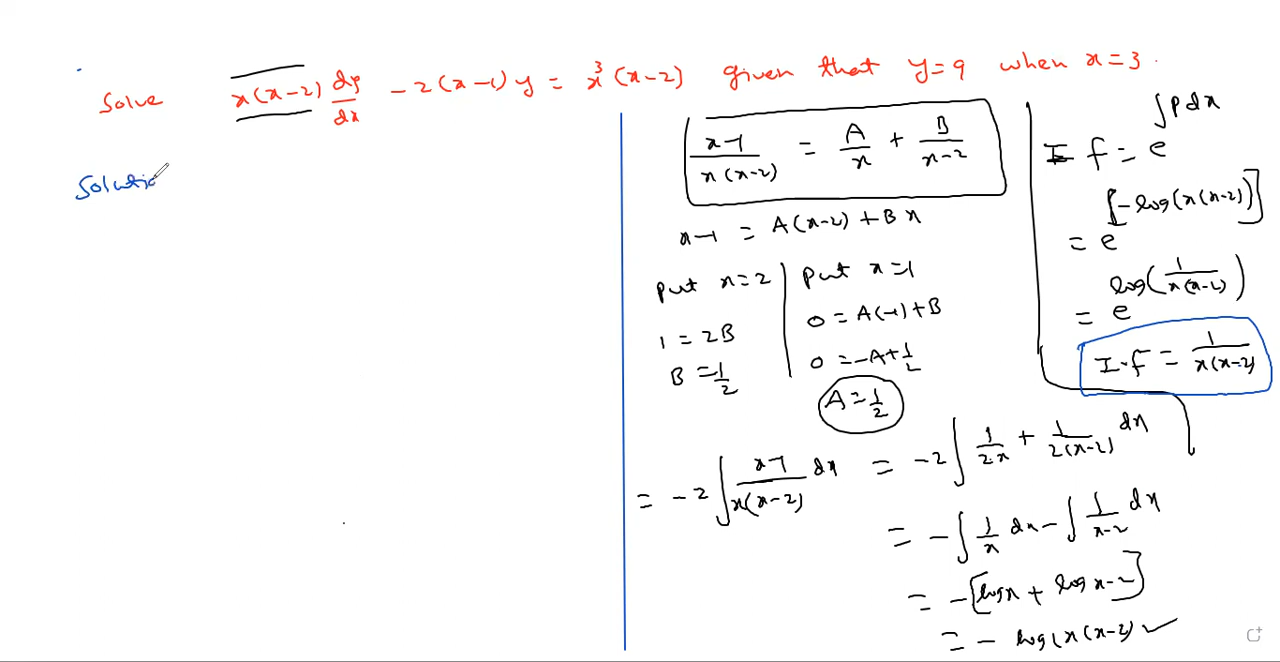 Solve x(x-2) dy/dx - 2(x-1)y = x³(x-2) given that y=9 when x=3.
Solutio
(x-1)/(x(x-2)) = A/x + B/(x-2)
x-1 = A(x-2) + Bx
Put x=2
1 = 2B
B = 1/2
Put x=1
0 = A(-1)+B
0 = -A+1/2
A = 1/2
= -2 ∫ (x-1)/(x(x-2)) dx = -2 ∫ 1/(2x) + 1/(2(x-2)) dx
= - ∫ 1/x dx - ∫ 1/(x-2) dx
= -[logx + log x-2]
= - log(x(x-2) ✓
I f = e^∫Pdx
= e^[-log(x(x-2))]
= e^log(1/(x(x-2)))
I.f = 1/(x(x-2))